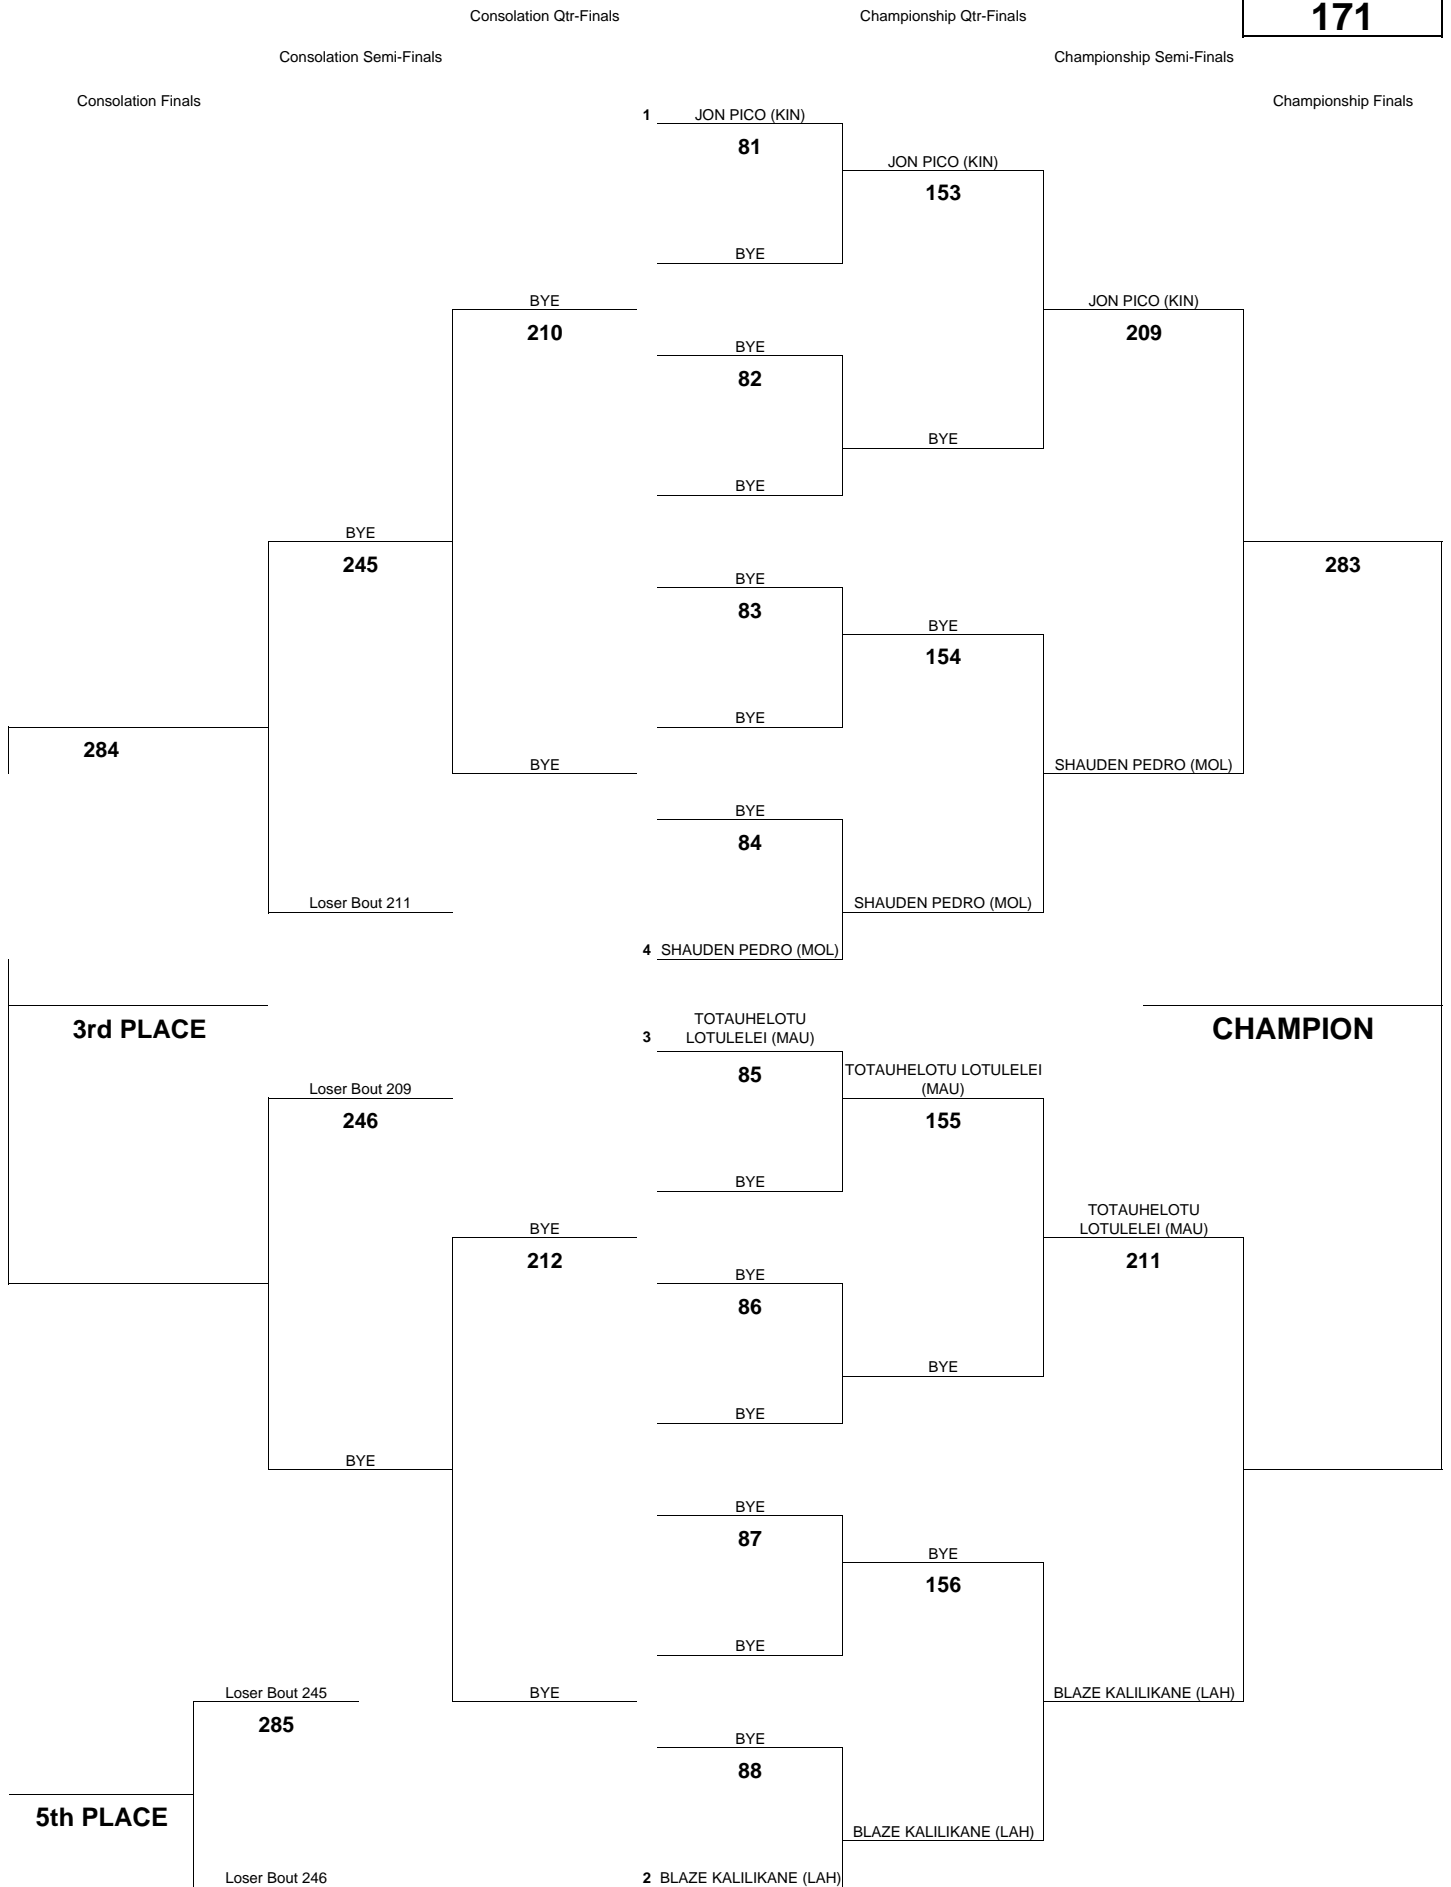 Consolation Qtr-Finals
Championship Qtr-Finals
171
Consolation Semi-Finals
Championship Semi-Finals
Consolation Finals
Championship Finals
1 JON PICO (KIN)
81
JON PICO (KIN)
153
BYE
BYE
JON PICO (KIN)
210
209
BYE
82
BYE
BYE
BYE
245
283
BYE
83
BYE
154
BYE
284
BYE
SHAUDEN PEDRO (MOL)
BYE
84
Loser Bout 211
SHAUDEN PEDRO (MOL)
4 SHAUDEN PEDRO (MOL)
3rd PLACE
CHAMPION
3 TOTAUHELOTU
LOTULELEI (MAU)
85
TOTAUHELOTU LOTULELEI
(MAU)
Loser Bout 209
246
155
BYE
TOTAUHELOTU
LOTULELEI (MAU)
BYE
212
211
BYE
86
BYE
BYE
BYE
BYE
87
BYE
156
BYE
Loser Bout 245
BYE
BLAZE KALILIKANE (LAH)
285
BYE
88
5th PLACE
BLAZE KALILIKANE (LAH)
Loser Bout 246
2 BLAZE KALILIKANE (LAH)